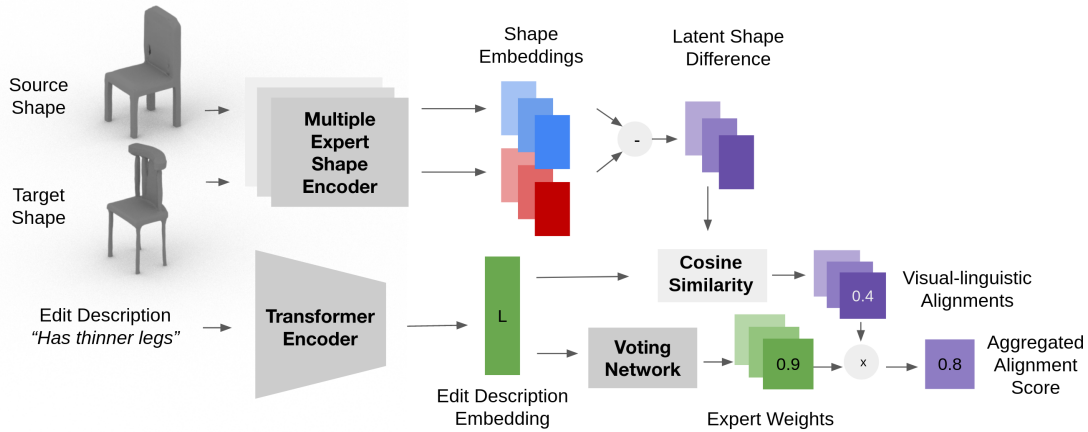 Source
Shape
Target
Shape
Edit Description
“Has thinner legs”
Multiple
Expert
Shape
Encoder
Transformer
Encoder
Shape
Embeddings
-
Latent Shape
Difference
L
Edit Description
Embedding
Cosine
Similarity
0.4
Visual-linguistic
Alignments
Voting
Network
0.9
Expert Weights
x
0.8
Aggregated
Alignment
Score